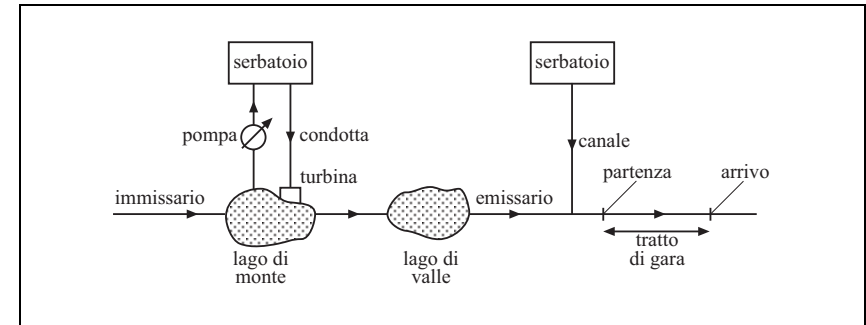 serbatoio
serbatoio
pompa
condotta
canale
turbina
partenza
arrivo
immissario
emissario
lago di
monte
lago di
valle
tratto
di gara